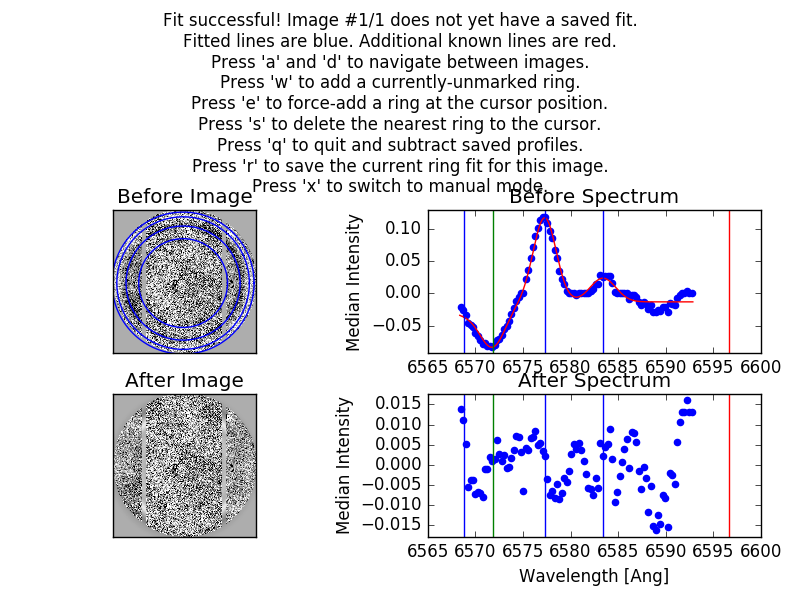 Fit successful! Image #1/1 does not yet have a saved fit.
Fitted lines are blue. Additional known lines are red.
Press 'a' and 'd' to navigate between images.
Press 'w' to add a currently-unmarked ring.
Press 'e' to force-add a ring at the cursor position.
Press 's' to delete the nearest ring to the cursor.
Press 'q' to quit and subtract saved profiles.
Press 'r' to save the current ring fit for this image.
Press 'x' to switch to manual mode.
Before Image
Before Spectrum
Median Intensity
0.10
0.05
0.00
−0.05
6565 6570 6575 6580 6585 6590 6595 6600
After Image
After Spectrum
Median Intensity
0.015
0.010
0.005
0.000
−0.005
−0.010
−0.015
6565 6570 6575 6580 6585 6590 6595 6600
Wavelength [Ang]